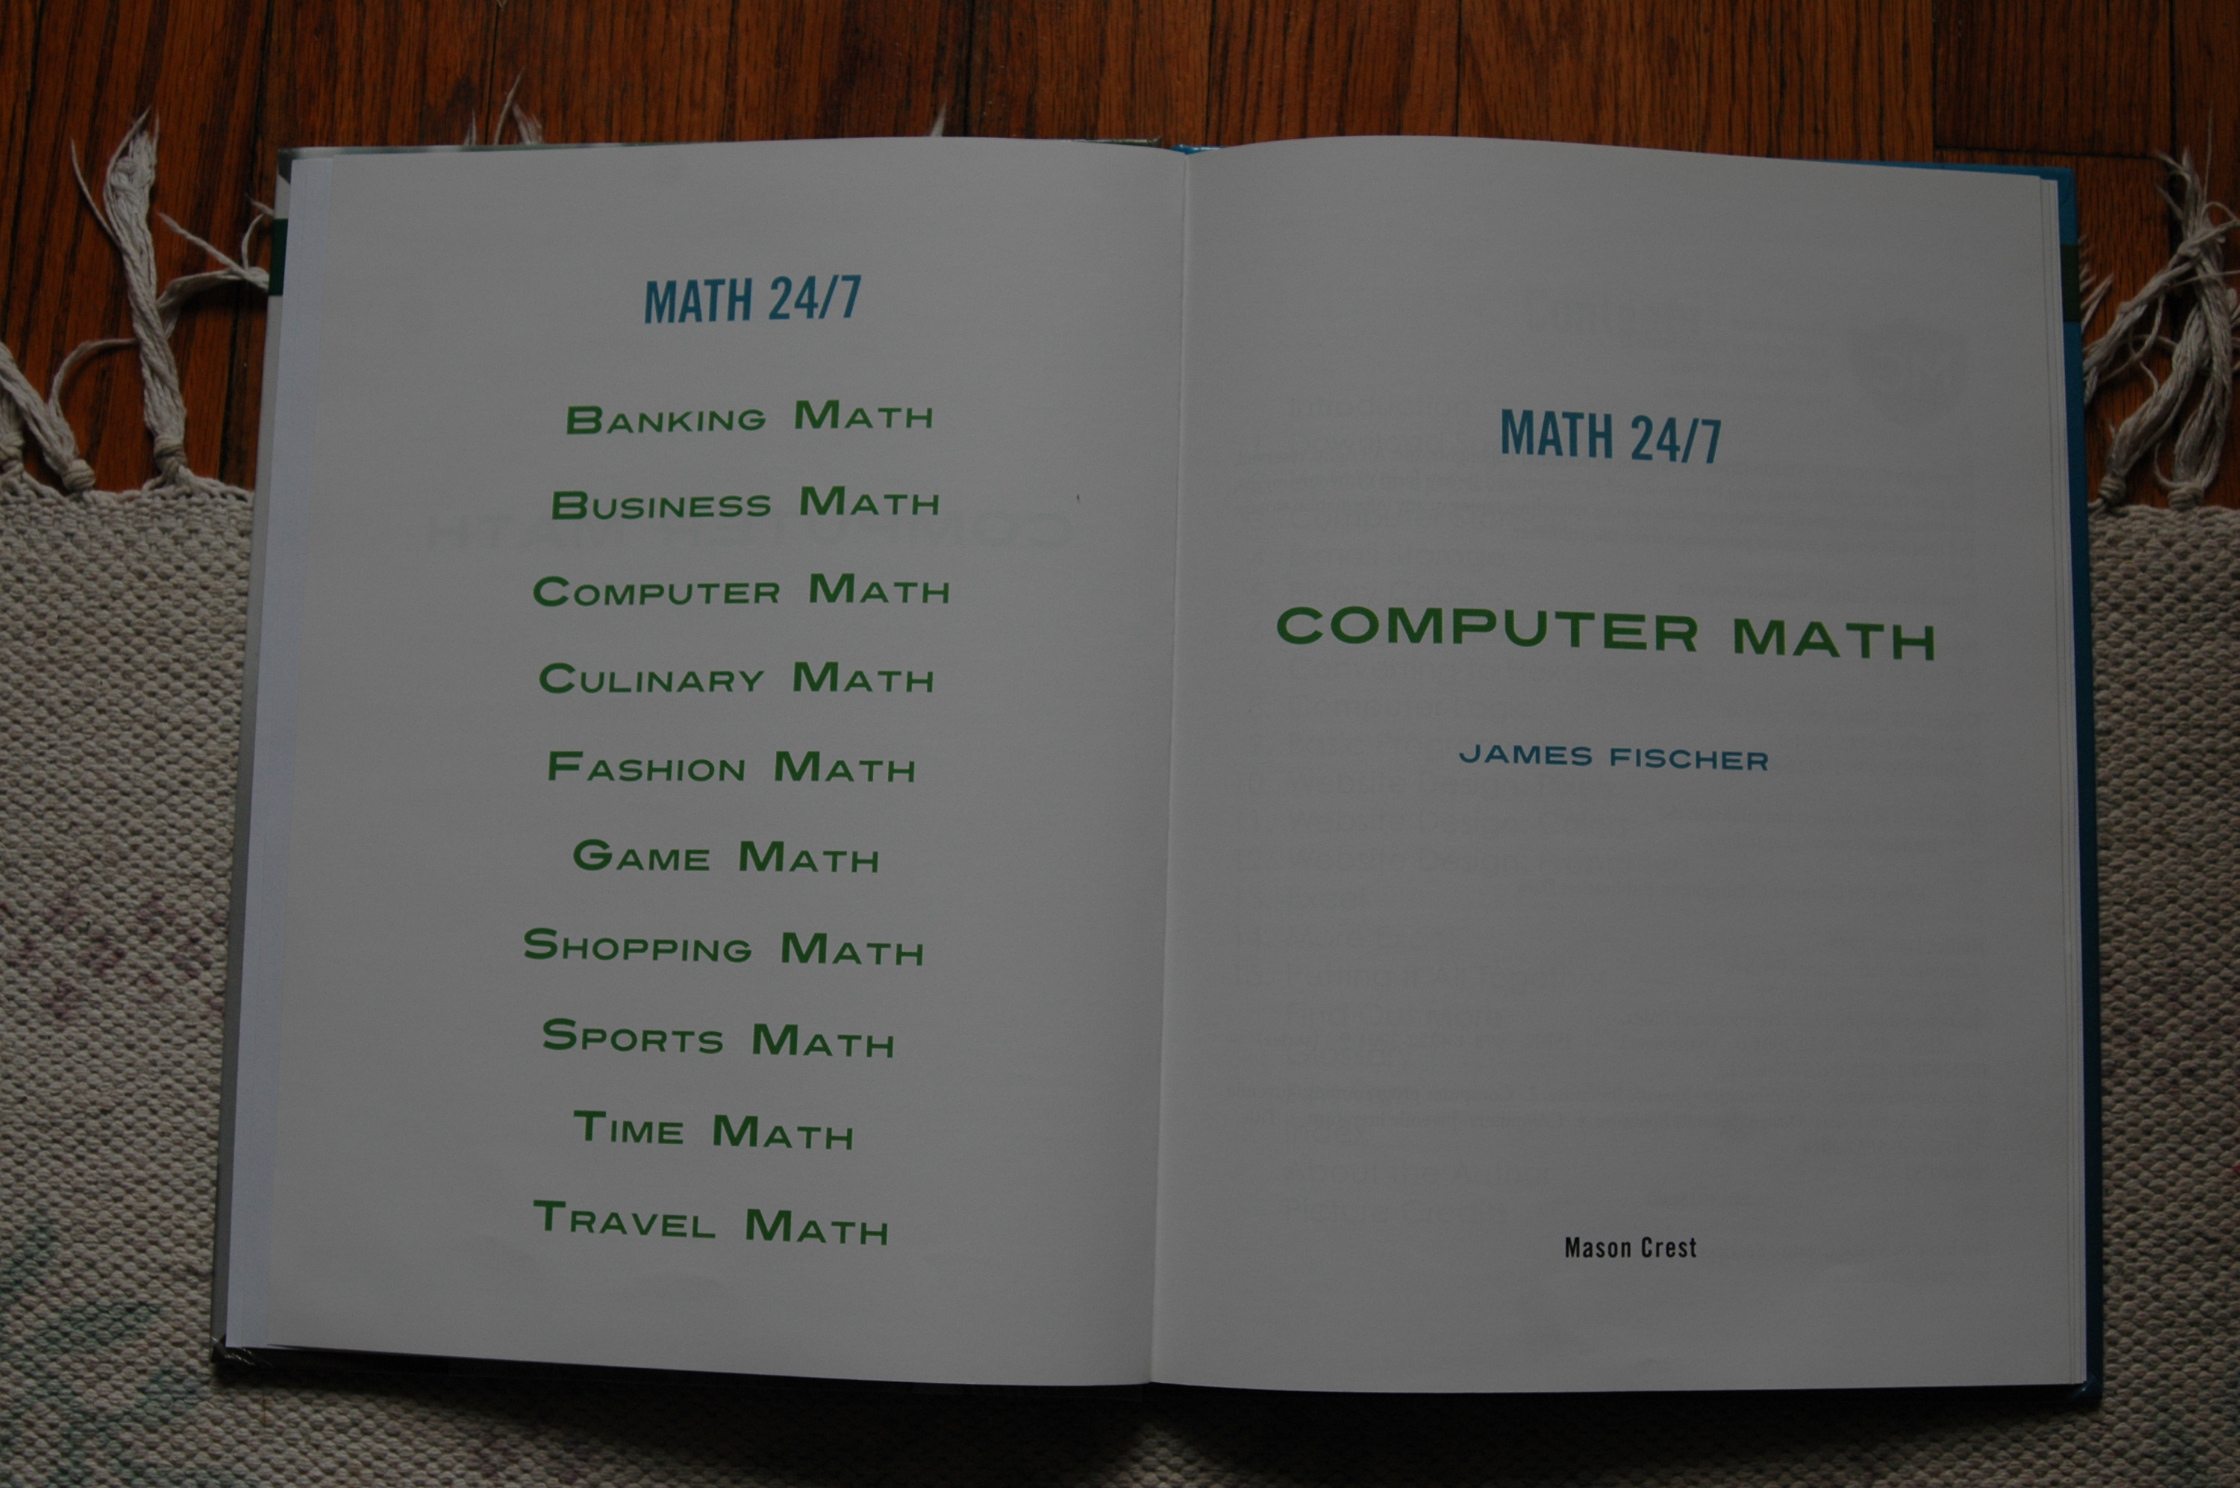 MATH 24/7
BANKING MATH
BUSINESS MATH
COMPUTER MATH
CULINARY MATH
FASHION MATH
GAME MATH
SHOPPING MATH
SPORTS MATH
TIME MATH
TRAVEL MATH
MATH 24/7
COMPUTER MATH
JAMES FISCHER
Mason Crest